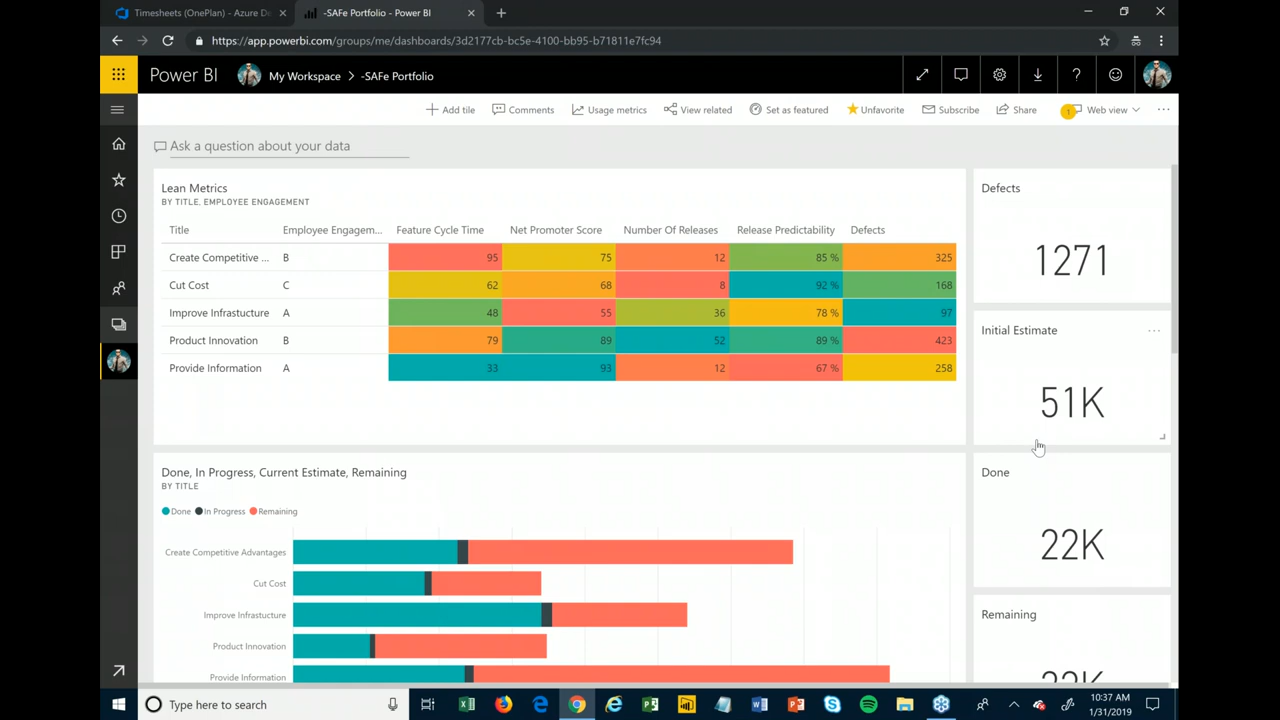 Timesheets (OnePlan) - Azure De
-SAFe Portfolio - Power BI
https://app.powerbi.com/groups/me/dashboards/3d2177cb-bc5e-4100-bb95-b71811e7fc94
Power BI My Workspace > -SAFe Portfolio
Add tile Comments Usage metrics View related Set as featured Unfavorite Subscribe Share 1 Web view
Ask a question about your data
Lean Metrics
BY TITLE, EMPLOYEE ENGAGEMENT
Title Employee Engagem... Feature Cycle Time Net Promoter Score Number Of Releases Release Predictability Defects
Create Competitive ... B 95 75 12 85 % 325
Cut Cost C 62 68 8 92 % 168
Improve Infrastucture A 48 55 36 78 % 97
Product Innovation B 79 89 52 89 % 423
Provide Information A 33 93 12 67 % 258
Defects
1271
Initial Estimate
51K
Done, In Progress, Current Estimate, Remaining
BY TITLE
Done In Progress Remaining
Create Competitive Advantages
Cut Cost
Improve Infrastucture
Product Innovation
Provide Information
Done
22K
Remaining
Type here to search
10:37 AM
1/31/2019